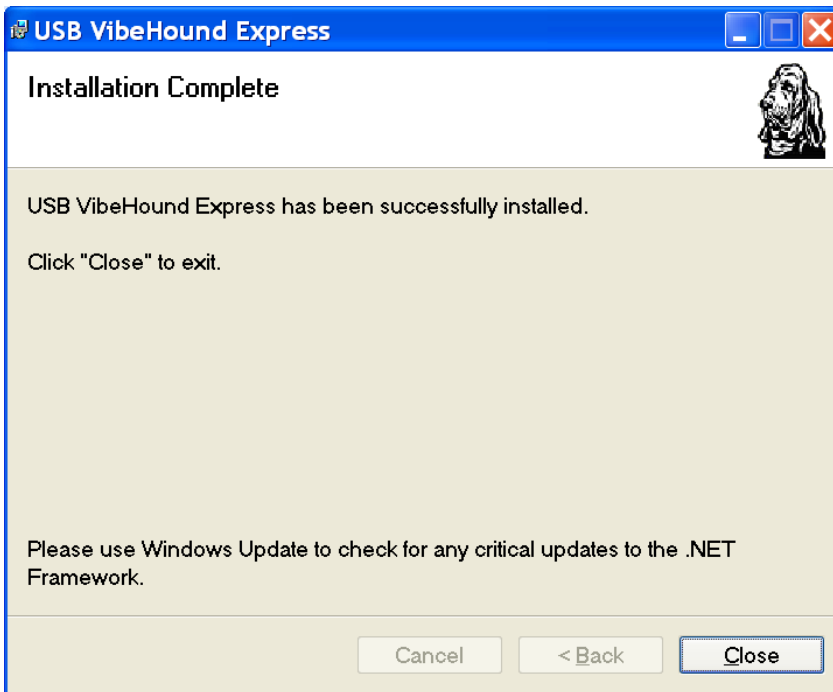 USB VibeHound Express
Installation Complete
USB VibeHound Express has been successfully installed.
Click "Close" to exit.
Please use Windows Update to check for any critical updates to the .NET
Framework.
Cancel
< Back
Close